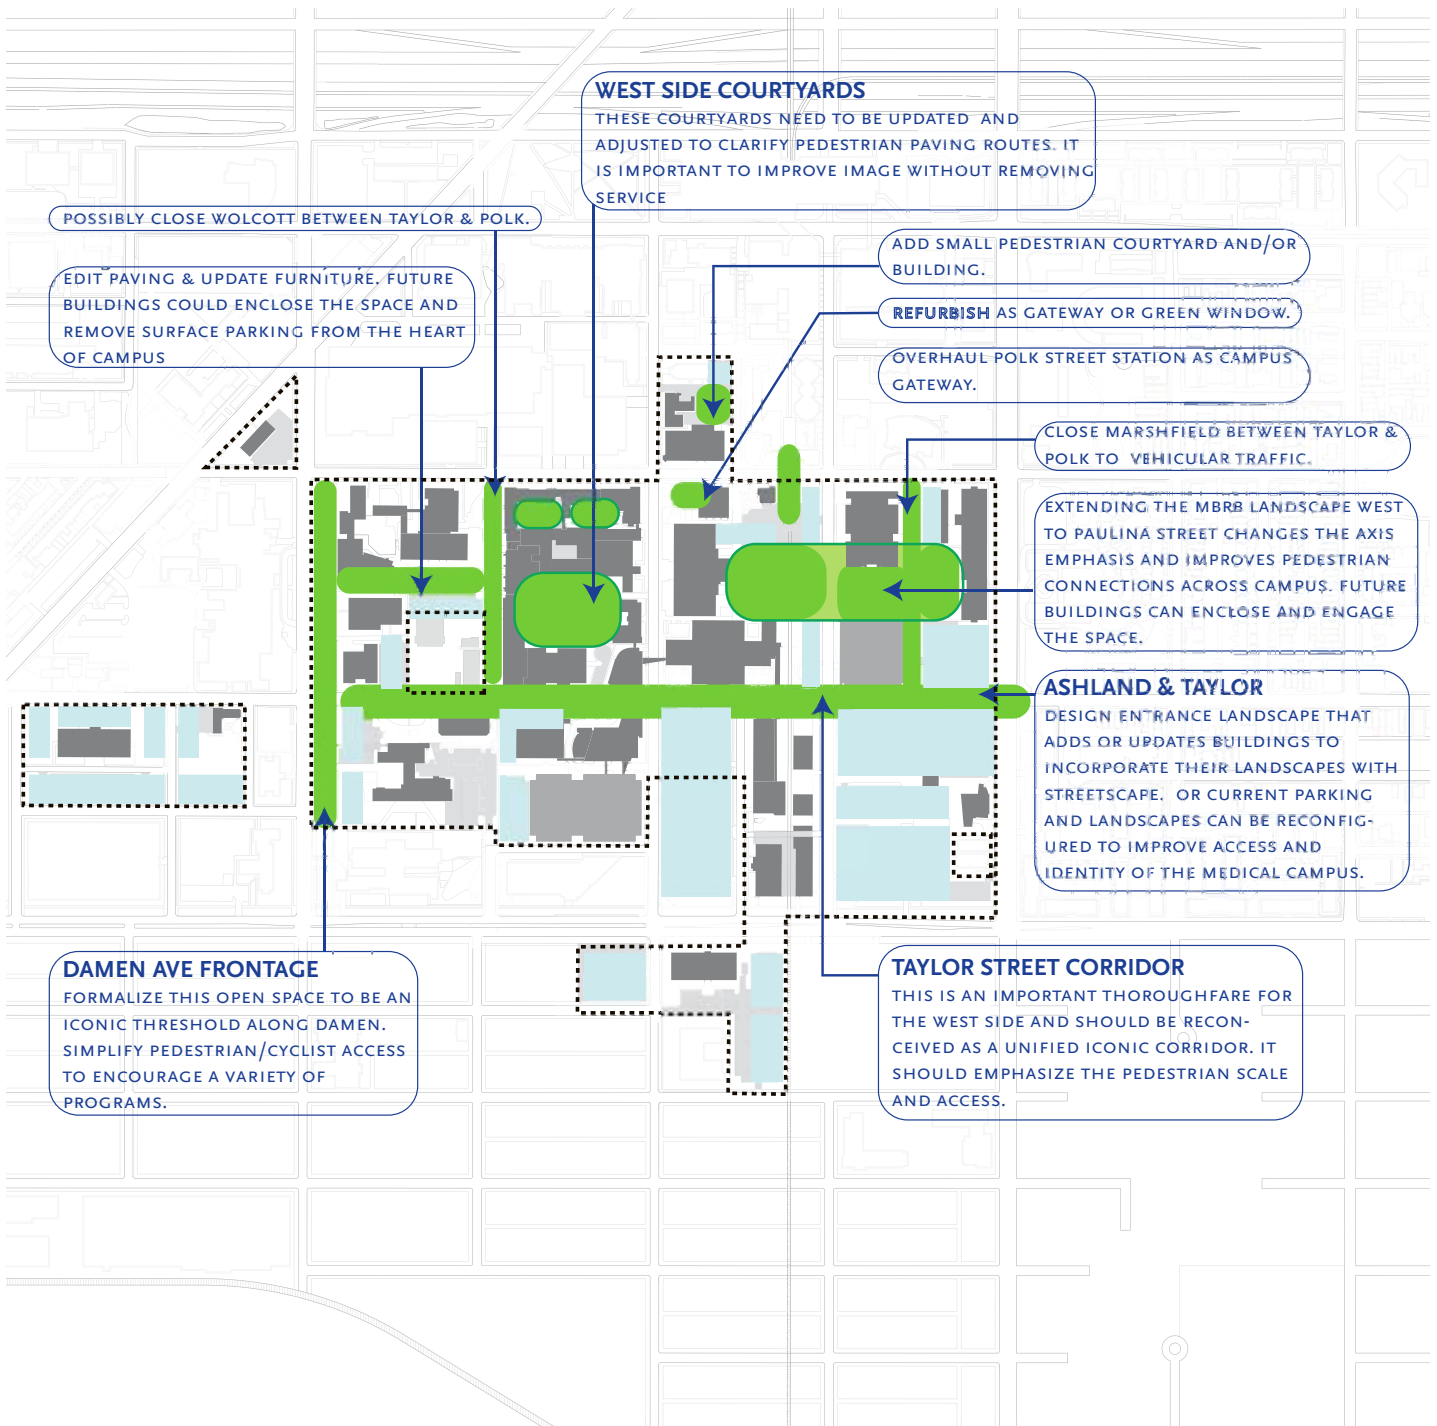 WEST SIDE COURTYARDS
THESE COURTYARDS NEED TO BE UPDATED AND
ADJUSTED TO CLARIFY PEDESTRIAN PAVING ROUTES. IT
IS IMPORTANT TO IMPROVE IMAGE WITHOUT REMOVING
SERVICE
POSSIBLY CLOSE WOLCOTT BETWEEN TAYLOR & POLK.
EDIT PAVING & UPDATE FURNITURE. FUTURE
BUILDINGS COULD ENCLOSE THE SPACE AND
REMOVE SURFACE PARKING FROM THE HEART
OF CAMPUS
ADD SMALL PEDESTRIAN COURTYARD AND/OR
BUILDING.
REFURBISH AS GATEWAY OR GREEN WINDOW.
OVERHAUL POLK STREET STATION AS CAMPUS
GATEWAY.
CLOSE MARSHFIELD BETWEEN TAYLOR &
POLK TO VEHICULAR TRAFFIC.
EXTENDING THE MBRB LANDSCAPE WEST
TO PAULINA STREET CHANGES THE AXIS
EMPHASIS AND IMPROVES PEDESTRIAN
CONNECTIONS ACROSS CAMPUS. FUTURE
BUILDINGS CAN ENCLOSE AND ENGAGE
THE SPACE.
ASHLAND & TAYLOR
DESIGN ENTRANCE LANDSCAPE THAT
ADDS OR UPDATES BUILDINGS TO
INCORPORATE THEIR LANDSCAPES WITH
STREETSCAPE. OR CURRENT PARKING
AND LANDSCAPES CAN BE RECONFIG-
URED TO IMPROVE ACCESS AND
IDENTITY OF THE MEDICAL CAMPUS.
DAMEN AVE FRONTAGE
FORMALIZE THIS OPEN SPACE TO BE AN
ICONIC THRESHOLD ALONG DAMEN.
SIMPLIFY PEDESTRIAN/CYCLIST ACCESS
TO ENCOURAGE A VARIETY OF
PROGRAMS.
TAYLOR STREET CORRIDOR
THIS IS AN IMPORTANT THOROUGHFARE FOR
THE WEST SIDE AND SHOULD BE RECON-
CEIVED AS A UNIFIED ICONIC CORRIDOR. IT
SHOULD EMPHASIZE THE PEDESTRIAN SCALE
AND ACCESS.